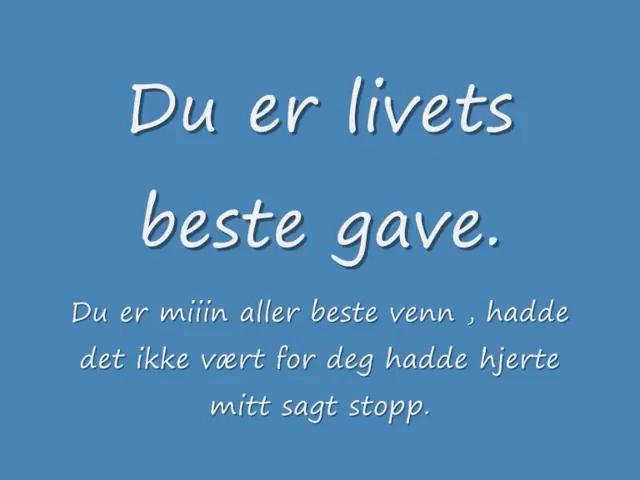 Du er livets
beste gave.
Du er miiin aller beste venn , hadde
det ikke vært for deg hadde hjerte
mitt sagt stopp.